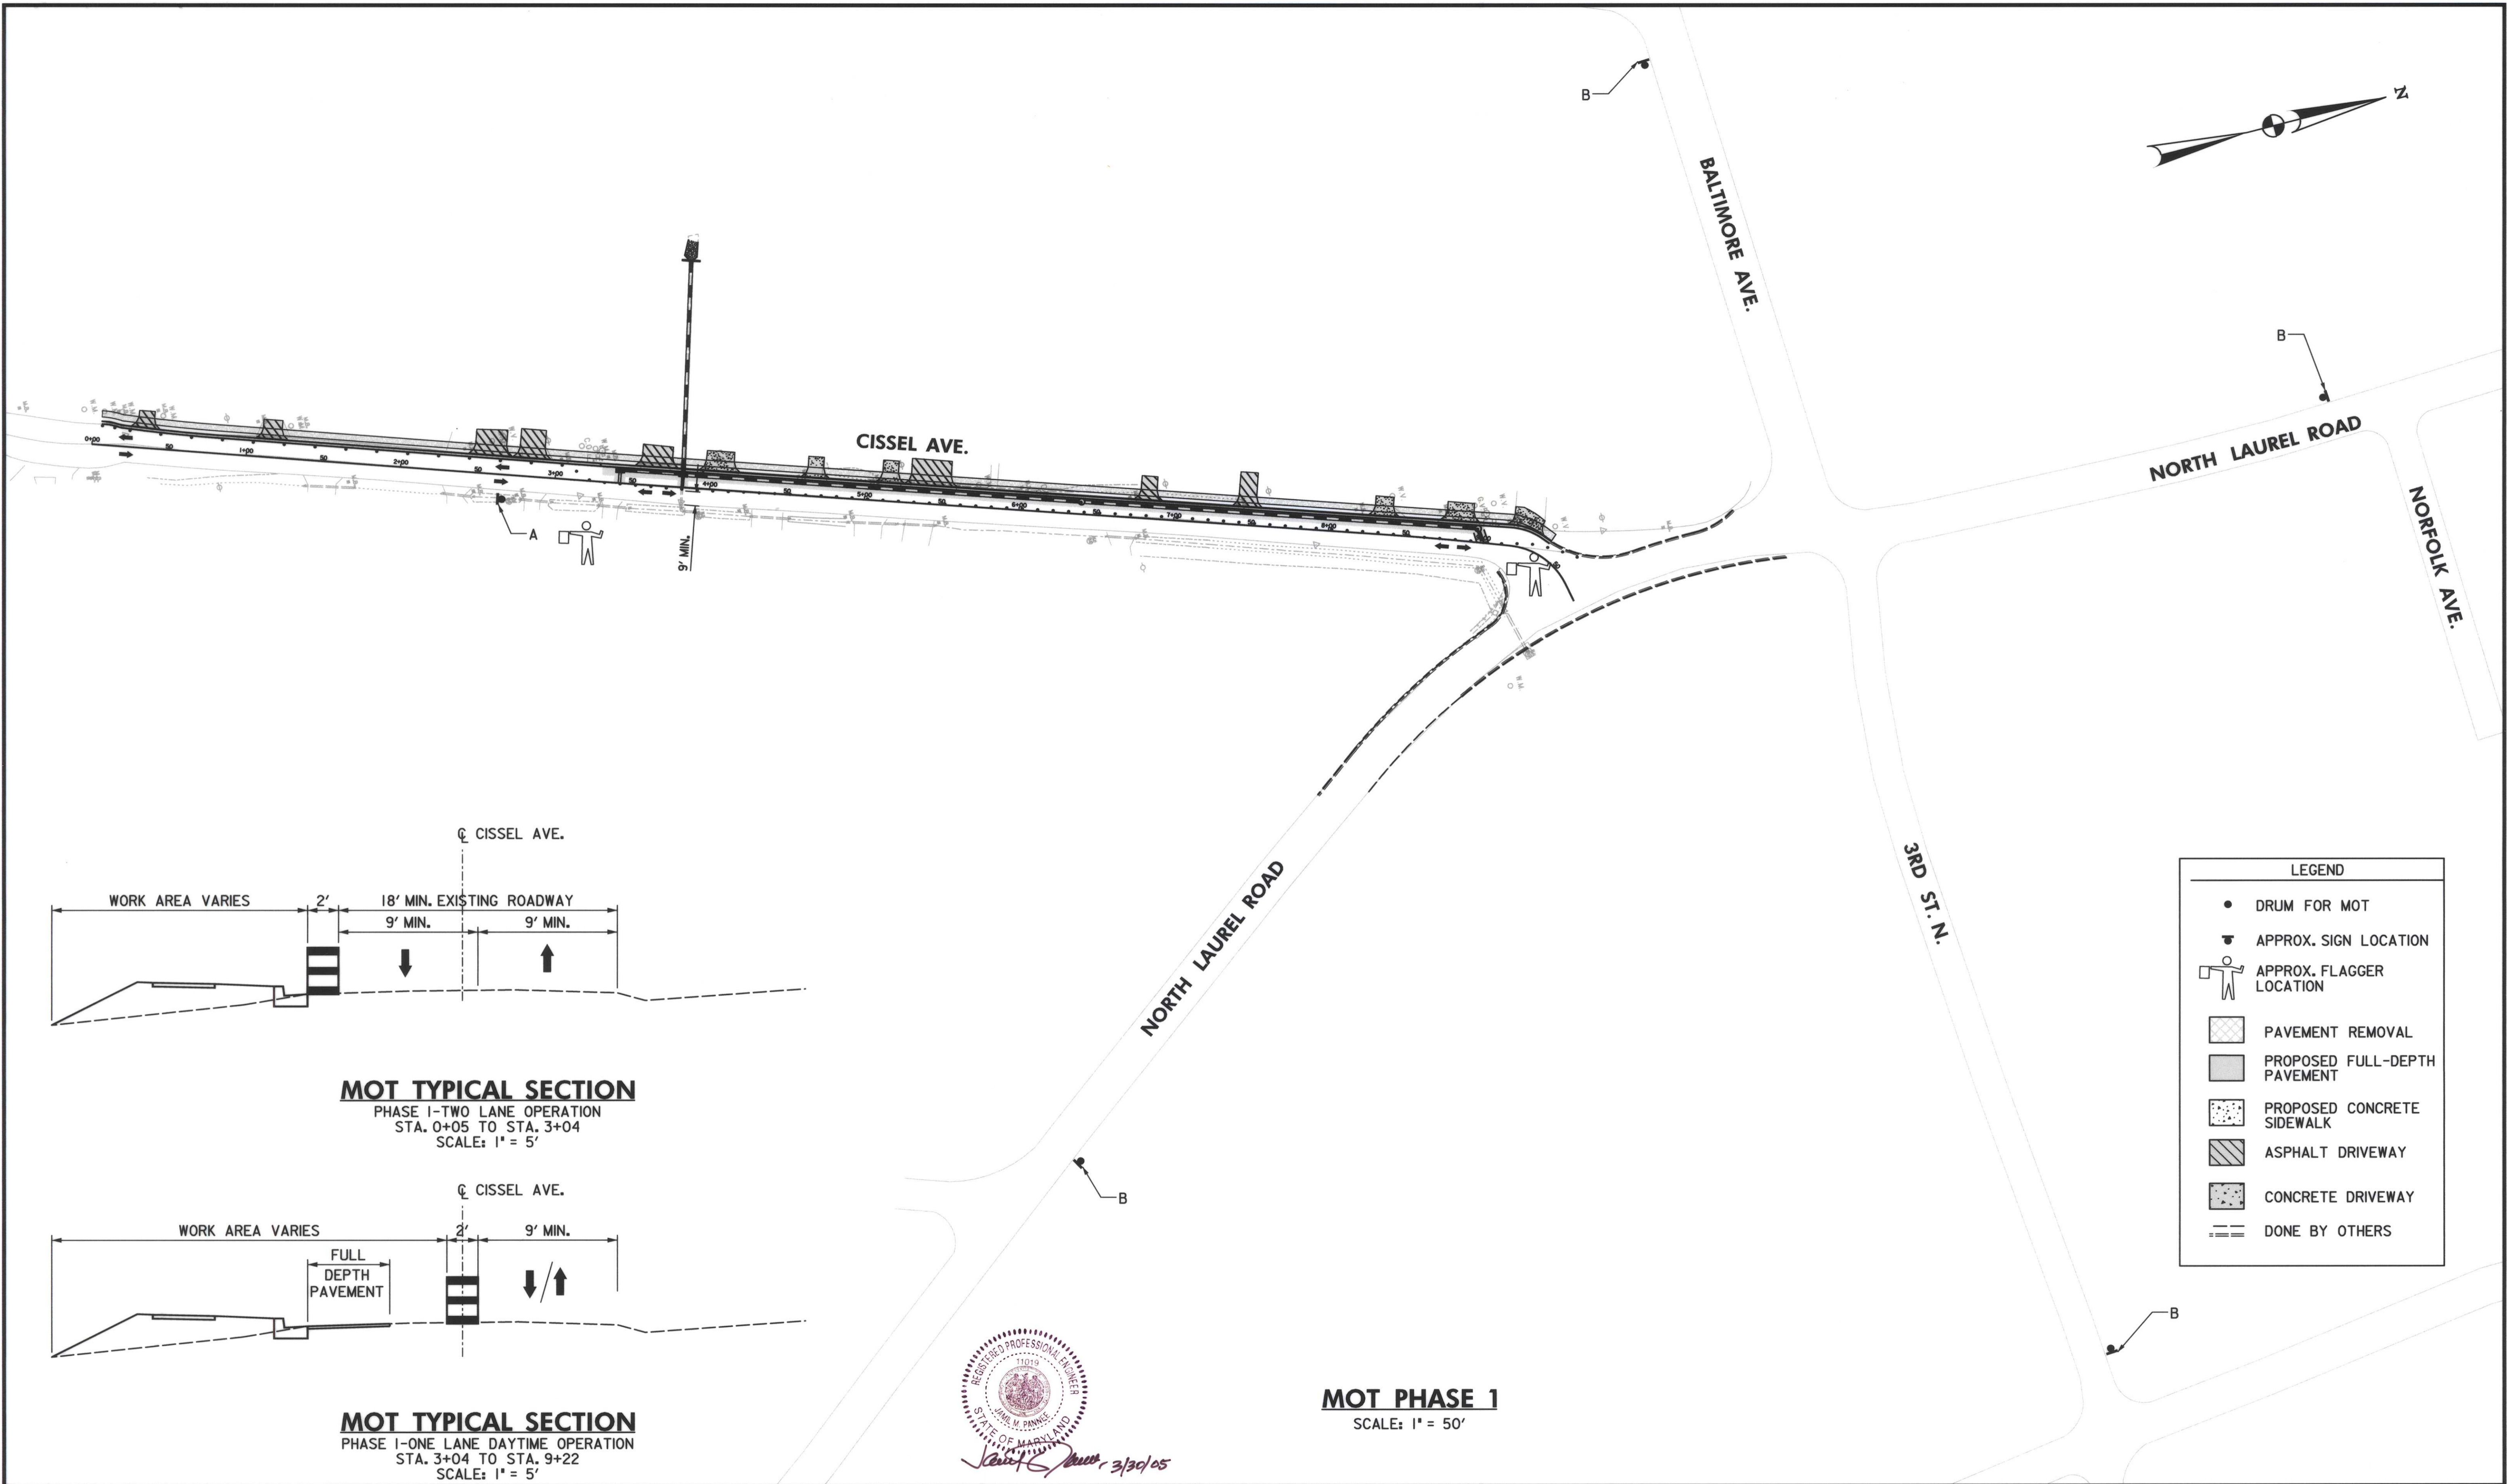 B
N
BALTIMORE AVE.
B
NORTH LAUREL ROAD
NORFOLK AVE.
CISSEL AVE.
0+00
50
1+00
50
2+00
50
3+00
50
4+00
50
5+00
50
6+00
50
7+00
50
8+00
50
A
9' MIN.
NORTH LAUREL ROAD
3RD ST. N.
B
B
℄ CISSEL AVE.
WORK AREA VARIES 2' 18' MIN. EXISTING ROADWAY
9' MIN. 9' MIN.
MOT TYPICAL SECTION
PHASE I-TWO LANE OPERATION
STA. 0+05 TO STA. 3+04
SCALE: 1" = 5'
℄ CISSEL AVE.
WORK AREA VARIES 2' 9' MIN.
FULL
DEPTH
PAVEMENT
MOT TYPICAL SECTION
PHASE I-ONE LANE DAYTIME OPERATION
STA. 3+04 TO STA. 9+22
SCALE: 1" = 5'
REGISTERED PROFESSIONAL ENGINEER
11019
JAMIL M. PANNEE
STATE OF MARYLAND
3/30/05
MOT PHASE 1
SCALE: 1" = 50'
LEGEND
DRUM FOR MOT
APPROX. SIGN LOCATION
APPROX. FLAGGER
LOCATION
PAVEMENT REMOVAL
PROPOSED FULL-DEPTH
PAVEMENT
PROPOSED CONCRETE
SIDEWALK
ASPHALT DRIVEWAY
CONCRETE DRIVEWAY
DONE BY OTHERS